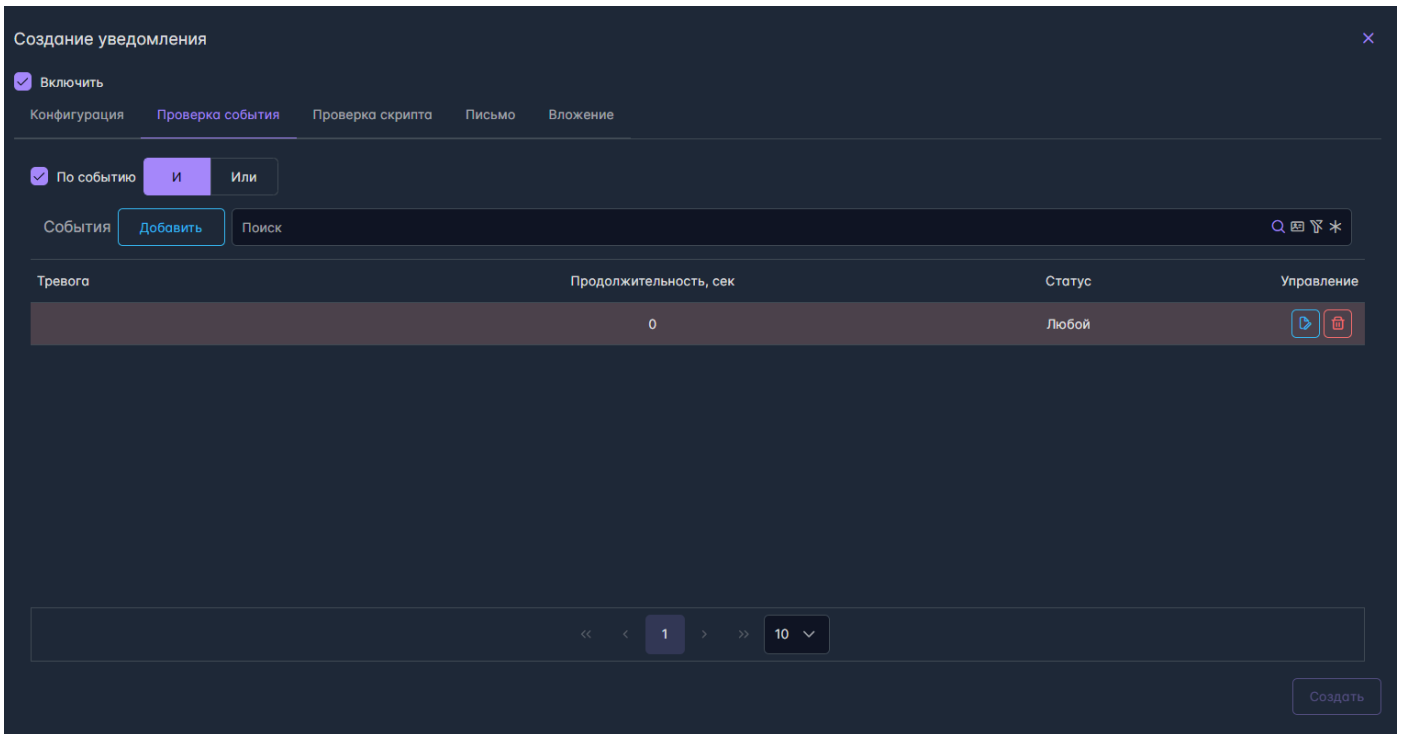 Создание уведомления
Включить
Конфигурация Проверка события Проверка скрипта Письмо Вложение
По событию И Или
События Добавить Поиск
Тревога Продолжительность, сек Статус Управление
0 Любой
1 10
Создать